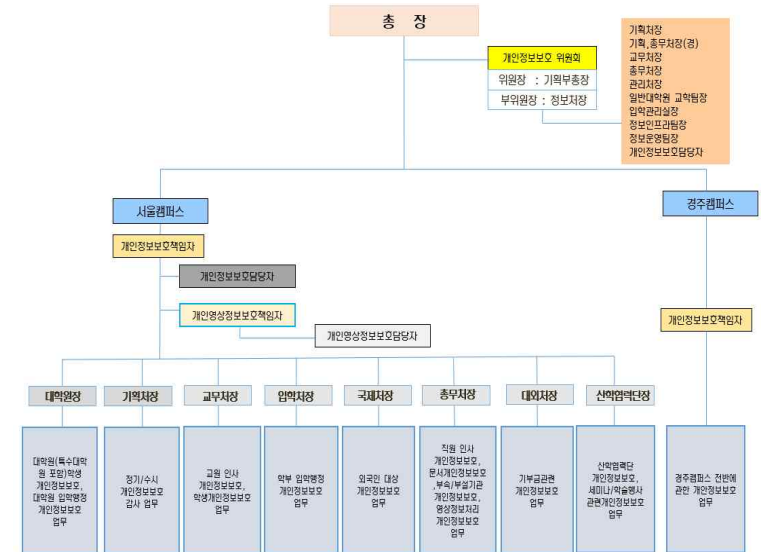 총 장
개인정보보호 위원회
위원장 : 기획부총장
부위원장 : 정보처장
기획처장
기획,총무처장(경)
교무처장
총무처장
관리처장
일반대학원 교학팀장
입학관리실장
정보인프라팀장
정보운영팀장
개인정보보호담당자
서울캠퍼스
경주캠퍼스
개인정보보호책임자
개인정보보호담당자
개인영상정보보호책임자
개인영상정보보호담당자
개인정보보호책임자
대학원장
기획처장
교무처장
입학처장
국제처장
총무처장
대외처장
산학협력단장
대학원(특수대학
원 포함)학생
개인정보보호,
대학원 입학행정
개인정보보호
업무
정기/수시
개인정보보호
감사 업무
교원 인사
개인정보보호,
학생개인정보보호
업무
학부 입학행정
개인정보보호
업무
외국인 대상
개인정보보호
업무
직원 인사
개인정보보호,
문서개인정보보호
,부속/부설기관
개인정보보호,
영상정보처리
개인정보보호
업무
기부금관련
개인정보보호
업무
산학협력단
개인정보보호,
세미나/학술행사
관련개인정보보호
업무
경주캠퍼스 전반에
관한 개인정보보호
업무